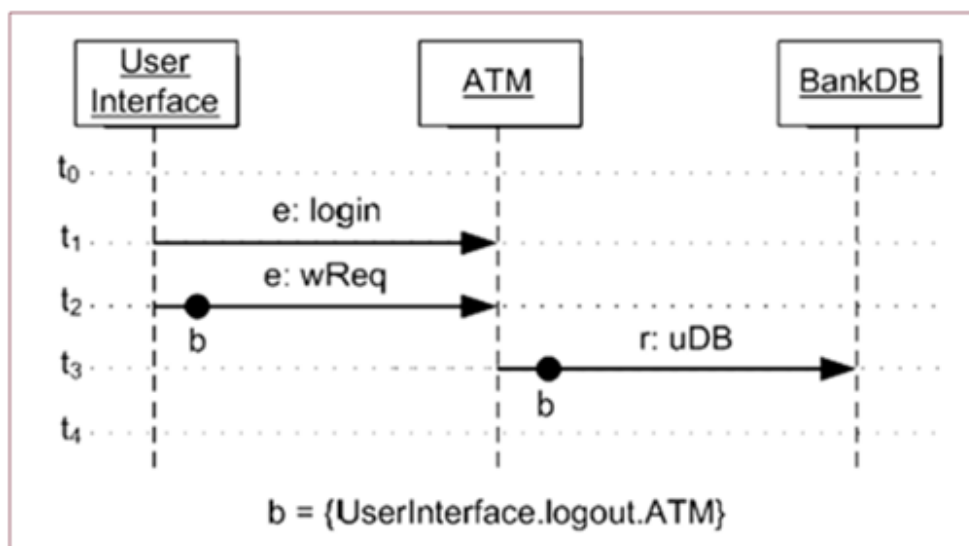 User
Interface
ATM
BankDB
t0
e: login
t1
e: wReq
t2
b
r: uDB
t3
b
t4
b = {UserInterface.logout.ATM}